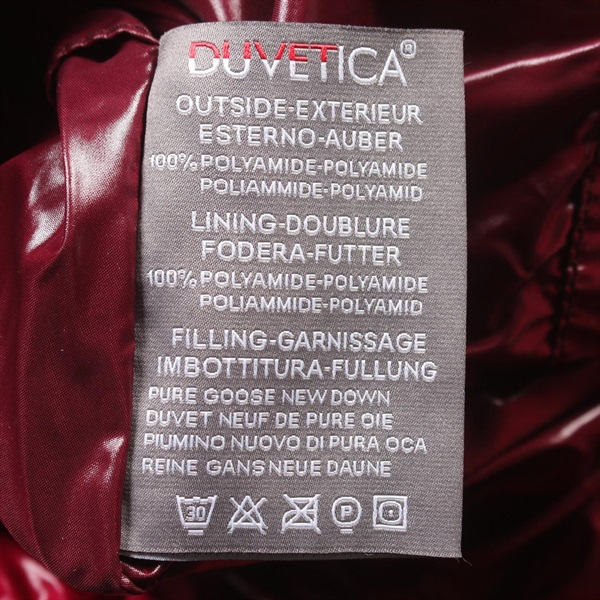 DUVETICA®
OUTSIDE-EXTERIEUR
ESTERNO-AUBER
100% POLYAMIDE-POLYAMIDE
POLIAMMIDE-POLYAMID
LINING-DOUBLURE
FODERA-FUTTER
100% POLYAMIDE-POLYAMIDE
POLIAMMIDE-POLYAMID
FILLING-GARNISSAGE
IMBOTTITURA-FULLUNG
PURE GOOSE NEW DOWN
DUVET NEUF DE PURE OIE
PIUMINO NUOVO DI PURA OCA
REINE GANS NEUE DAUNE
30 P